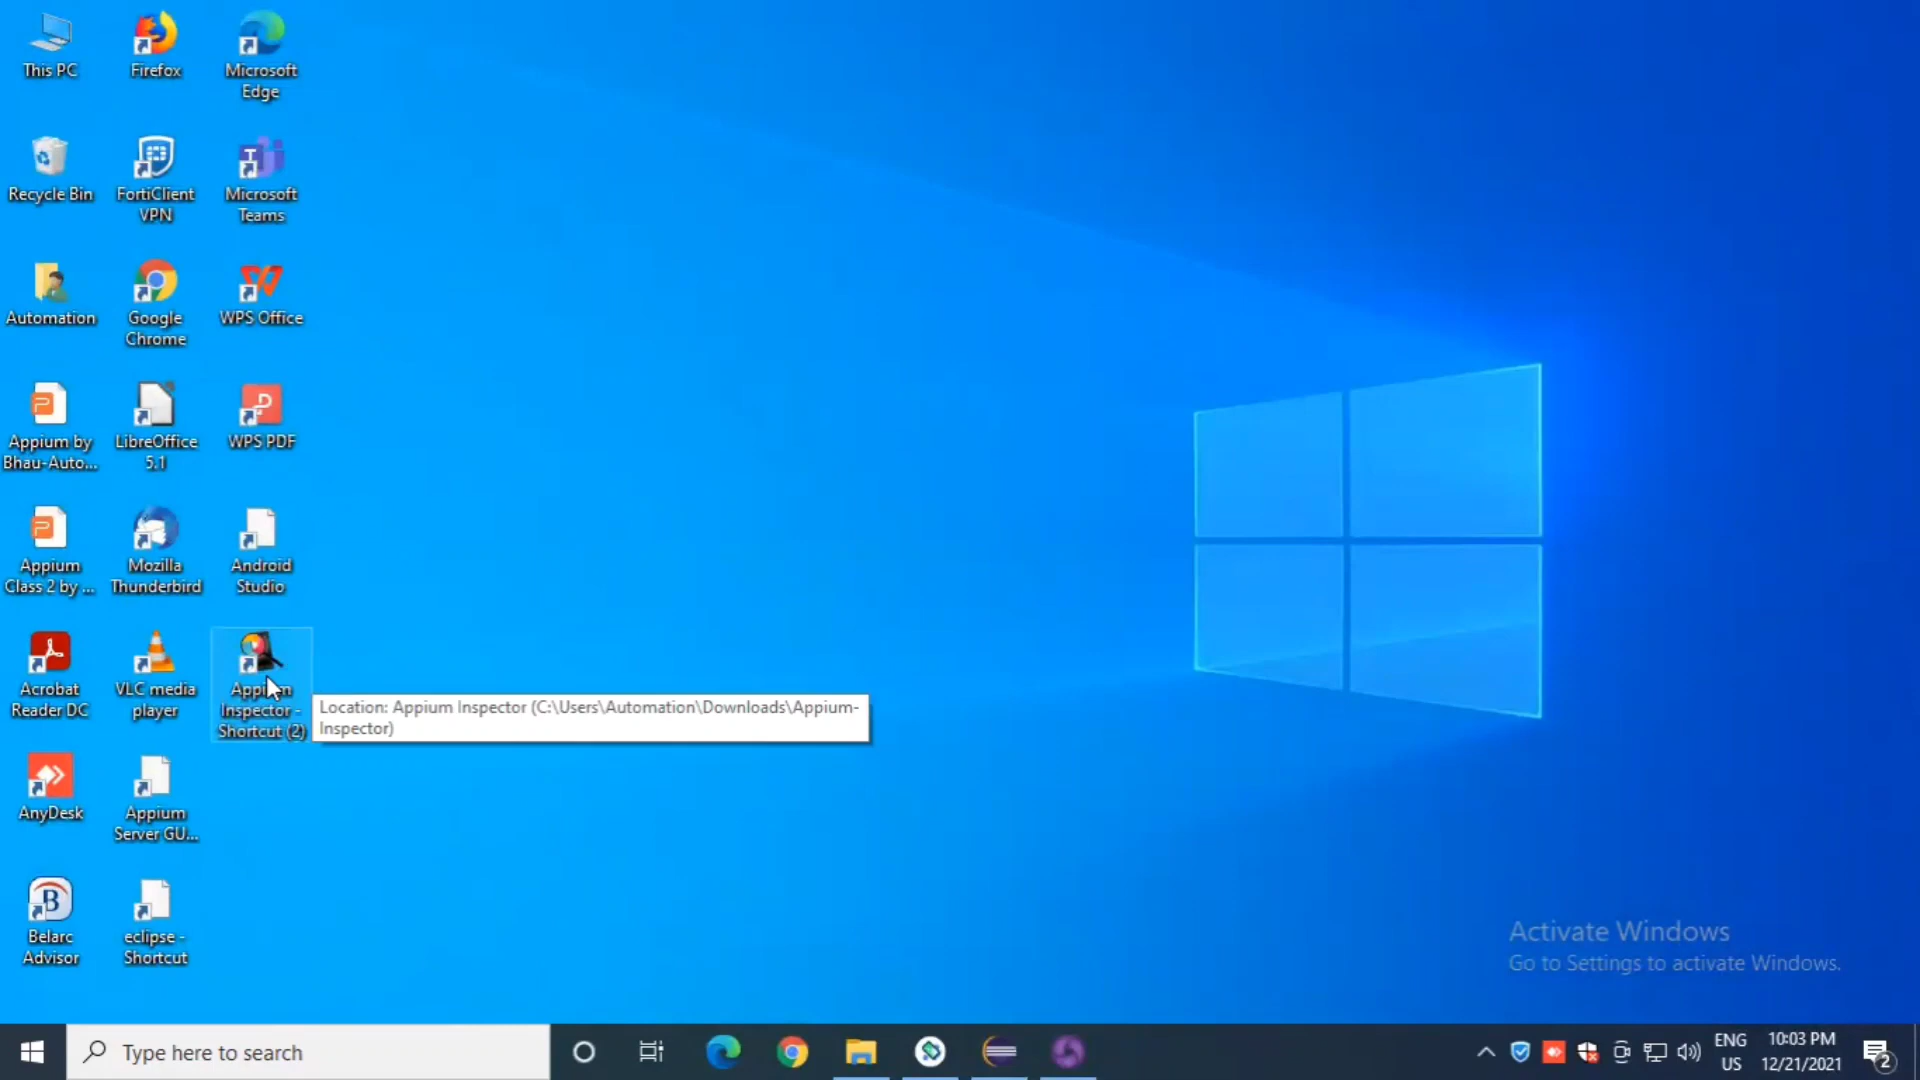 This PC
Firefox
Microsoft
Edge
Recycle Bin
FortiClient
VPN
Microsoft
Teams
Automation
Google
Chrome
WPS Office
Appium by
Bhau-Auto...
LibreOffice
5.1
WPS PDF
Appium
Class 2 by ...
Mozilla
Thunderbird
Android
Studio
Acrobat
Reader DC
VLC media
player
Appium
Inspector -
Shortcut (2)
Location: Appium Inspector (C:\Users\Automation\Downloads\Appium-
Inspector)
AnyDesk
Appium
Server GU...
Belarc
Advisor
eclipse -
Shortcut
Activate Windows
Go to Settings to activate Windows.
Type here to search
ENG
US
10:03 PM
12/21/2021
2